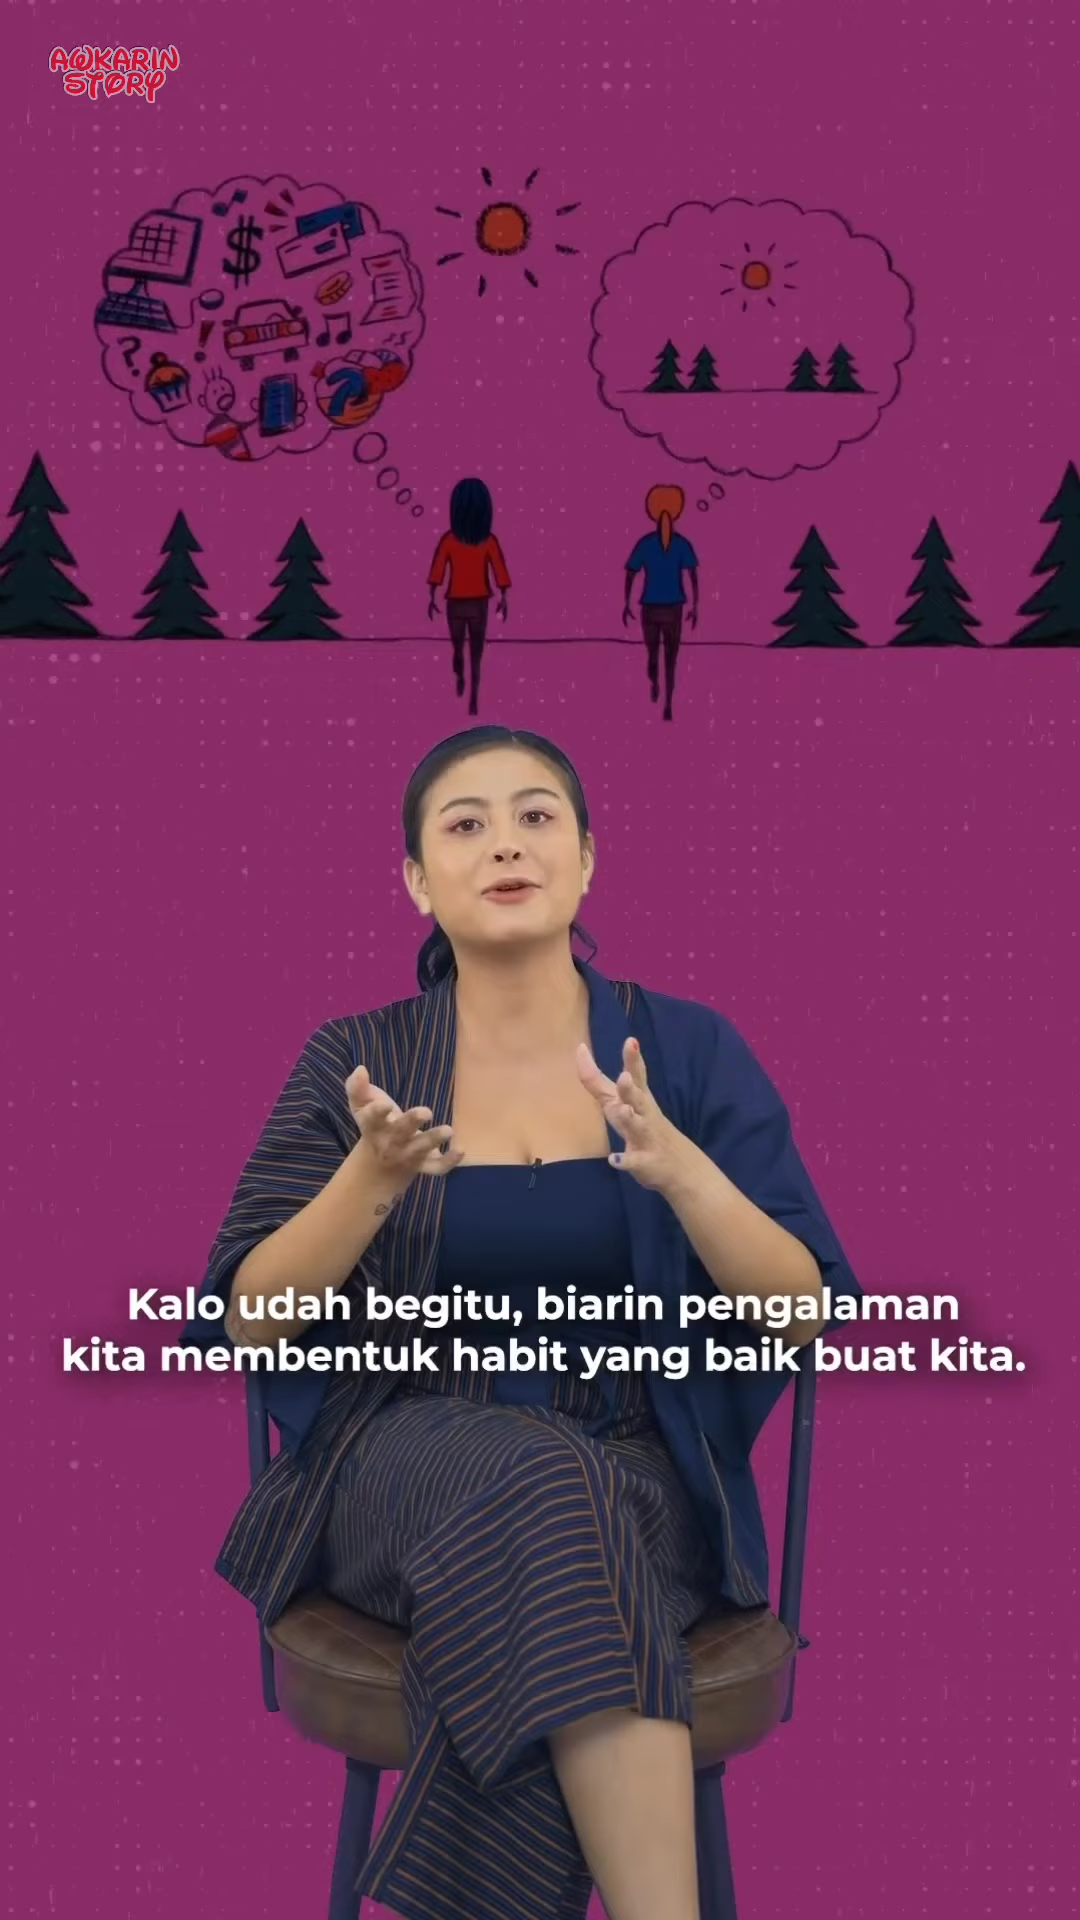 AWKARIN
STORY
$
?
!
Kalo udah begitu, biarin pengalaman
kita membentuk habit yang baik buat kita.